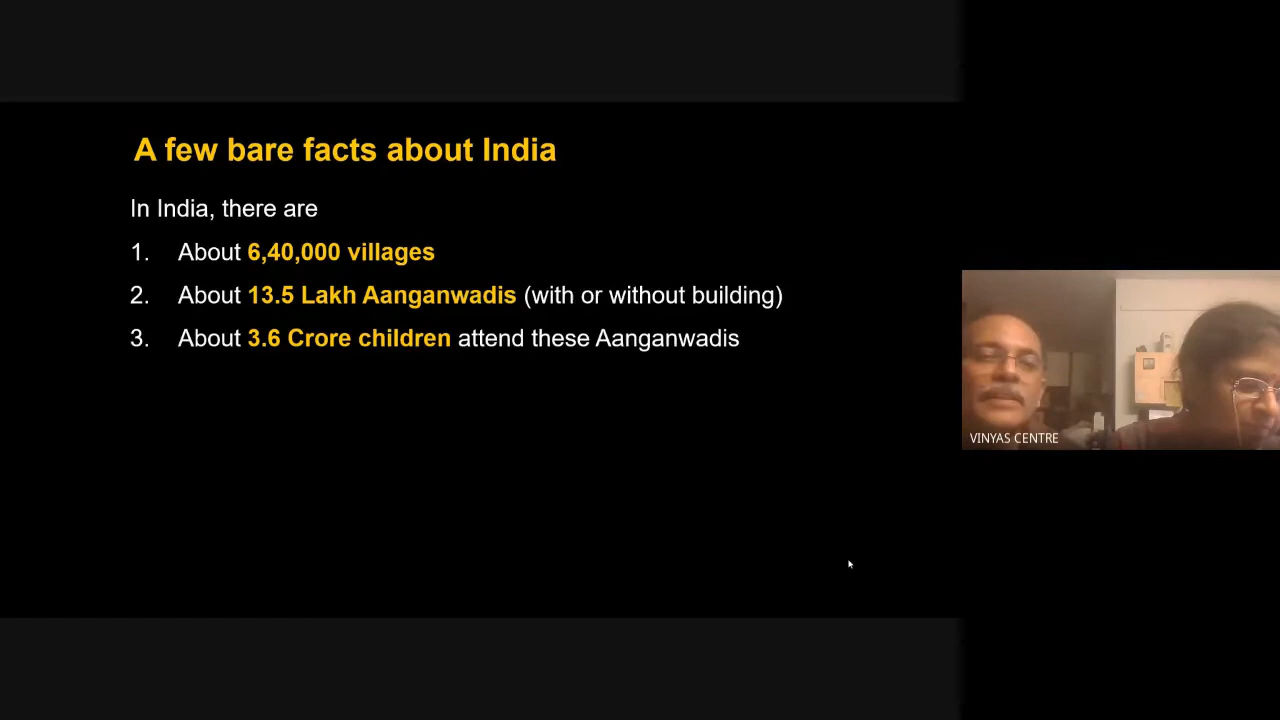 A few bare facts about India
In India, there are
1. About 6,40,000 villages
2. About 13.5 Lakh Aanganwadis (with or without building)
3. About 3.6 Crore children attend these Aanganwadis
VINYAS CENTRE